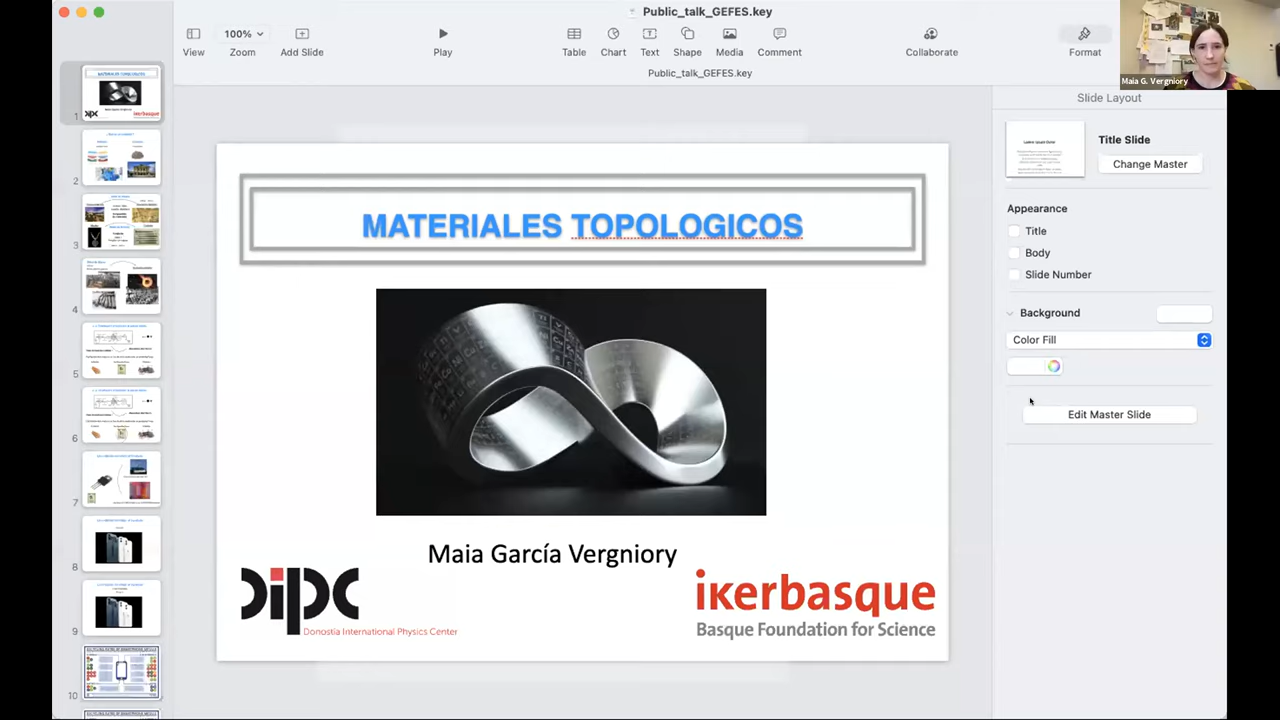 Public_talk_GEFES.key
100%
View
Zoom
Add Slide
Play
Table
Chart
Text
Shape
Media
Comment
Collaborate
Format
Public_talk_GEFES.key
Maia G. Vergniory
Slide Layout
Title Slide
Change Master
Appearance
Title
Body
Slide Number
Background
Color Fill
Edit Master Slide
MATERIALES TOPOLOGICOS
Maia García Vergniory
dipc
Donostia International Physics Center
ikerbasque
Basque Foundation for Science
1
2
3
4
5
6
7
8
9
10